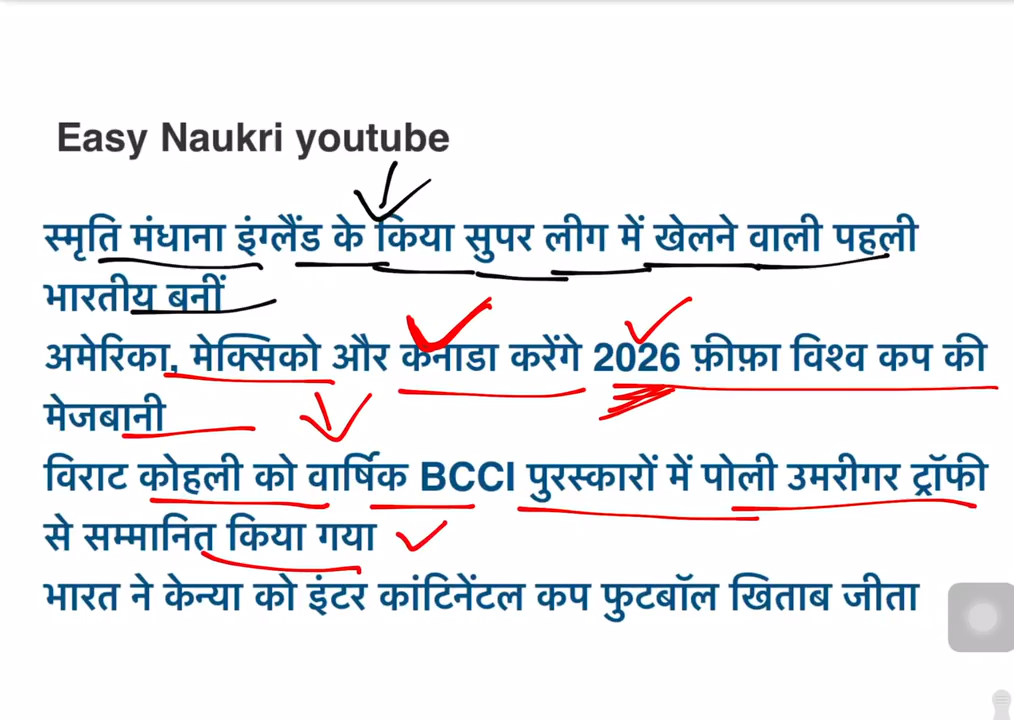 Easy Naukri youtube
स्मृति मंधाना इंग्लैंड के किया सुपर लीग में खेलने वाली पहली
भारतीय बनीं
अमेरिका, मेक्सिको और कनाडा करेंगे 2026 फ़ीफ़ा विश्व कप की
मेजबानी
विराट कोहली को वार्षिक BCCI पुरस्कारों में पोली उमरीगर ट्रॉफी
से सम्मानित किया गया
भारत ने केन्या को इंटर कांटिनेंटल कप फुटबॉल खिताब जीता